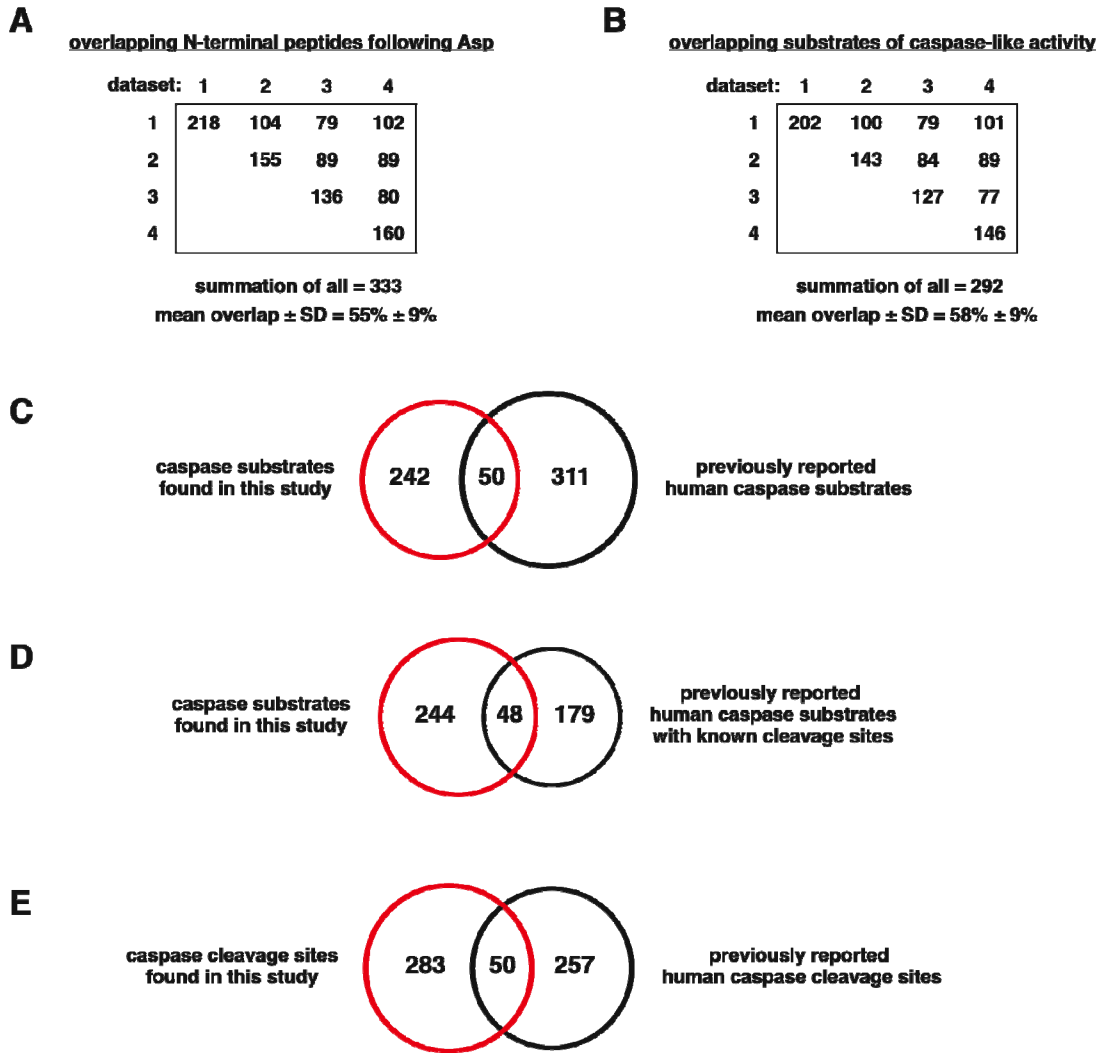 A
overlapping N-terminal peptides following Asp
dataset: 1 2 3 4
1 218 104 79 102
2 155 89 89
3 136 80
4 160
summation of all = 333
mean overlap ± SD = 55% ± 9%
B
overlapping substrates of caspase-like activity
dataset: 1 2 3 4
1 202 100 79 101
2 143 84 89
3 127 77
4 146
summation of all = 292
mean overlap ± SD = 58% ± 9%
C
caspase substrates
found in this study
242 50 311
previously reported
human caspase substrates
D
caspase substrates
found in this study
244 48 179
previously reported
human caspase substrates
with known cleavage sites
E
caspase cleavage sites
found in this study
283 50 257
previously reported
human caspase cleavage sites